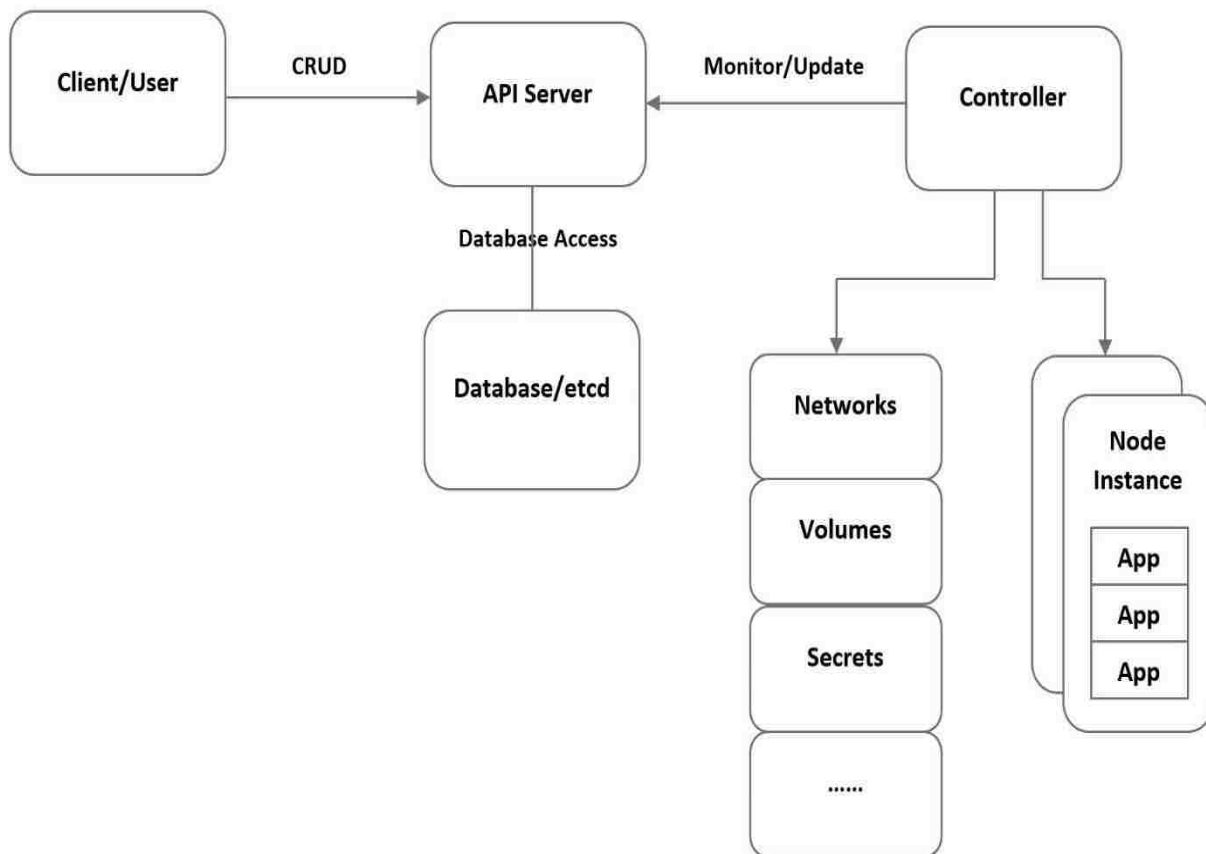 Client/User
CRUD
API Server
Monitor/Update
Controller
Database Access
Database/etcd
Networks
Volumes
Secrets
......
Node
Instance
App
App
App